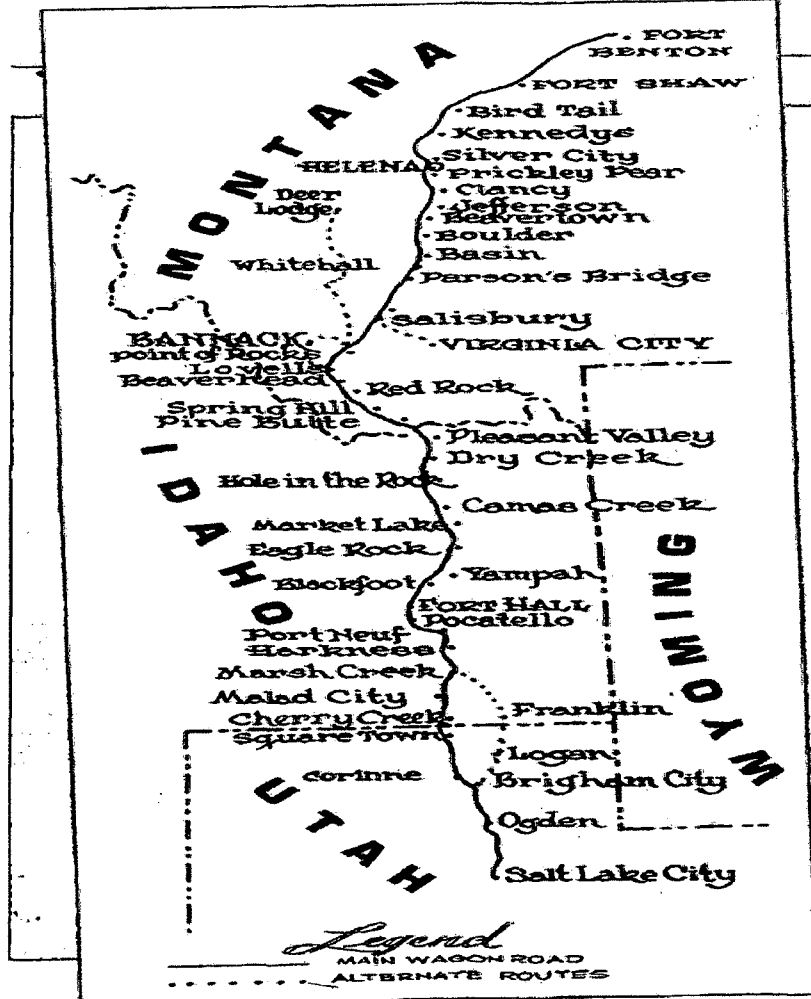 FORT
BENTON
FORT SHAW
MONTANA
Bird Tail
Kennedys
Silver City
HELENA
Prickley Pear
Clancy
Deer
Lodge
Jefferson
Beavertown
Boulder
Basin
Whitehall
Parson's Bridge
Salisbury
BANNACK
VIRGINIA CITY
point of Rocks
Lovells
BeaverHead
Red Rock
Spring Hill
Pine Butte
Pleasant Valley
Dry Creek
IDAHO
Hole in the Rock
Camas Creek
Market Lake
Eagle Rock
WYOMING
Yampah
Blackfoot
FORT HALL
Pocatello
Port Neuf
Harkness
Marsh Creek
Malad City
Franklin
Cherry Creek
Square Town
Logan
Corinne
Brigham City
UTAH
Ogden
Salt Lake City
Legend
MAIN WAGON ROAD
ALTERNATE ROUTES